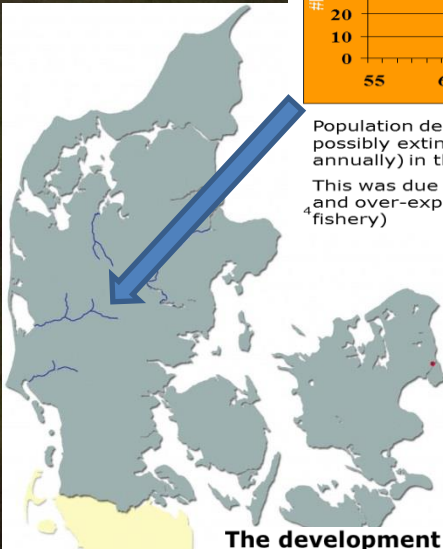 #
20
10
0
55
Population de
possibly extin
annually) in t
This was due
and over-exp
4
fishery)
The development